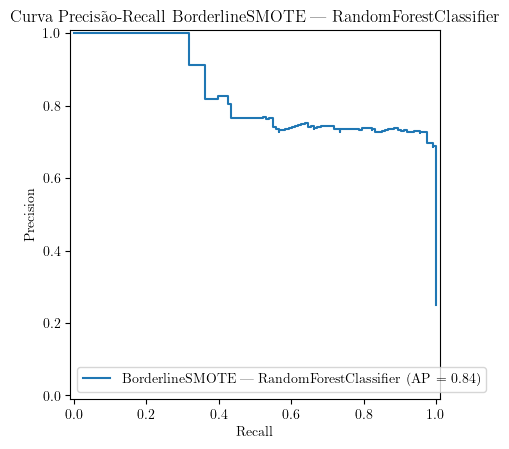 Curva Precisão-Recall BorderlineSMOTE — RandomForestClassifier
1.0
0.8
0.6
0.4
0.2
0.0
Precision
BorderlineSMOTE — RandomForestClassifier (AP = 0.84)
0.0 0.2 0.4 0.6 0.8 1.0
Recall